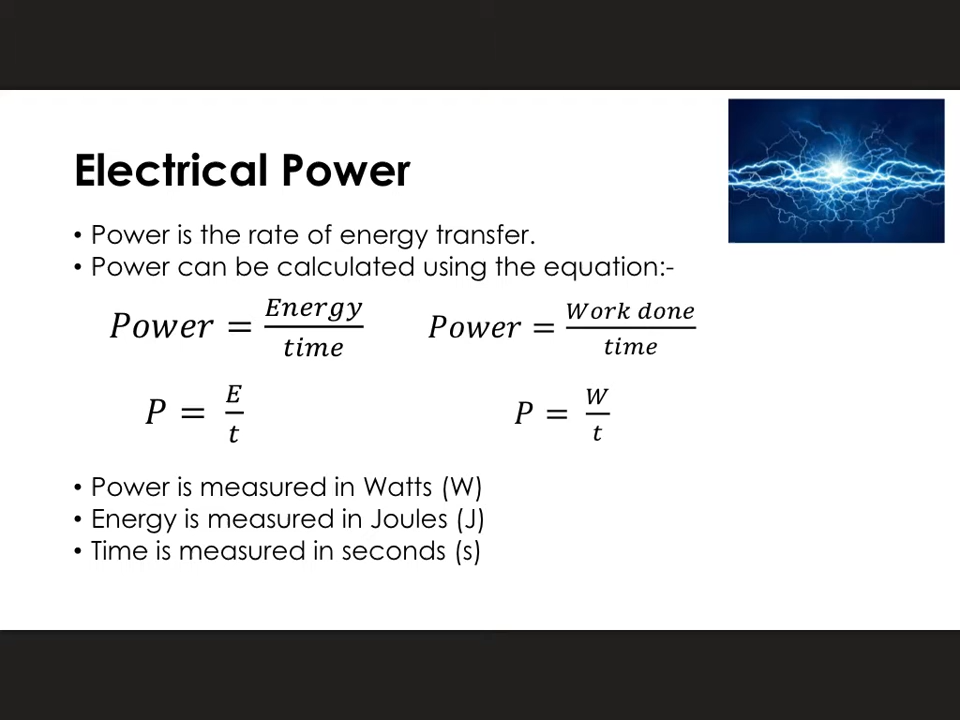 Electrical Power
• Power is the rate of energy transfer.
• Power can be calculated using the equation:-
Power = Energy / time
Power = Work done / time
P = E / t
P = W / t
• Power is measured in Watts (W)
• Energy is measured in Joules (J)
• Time is measured in seconds (s)